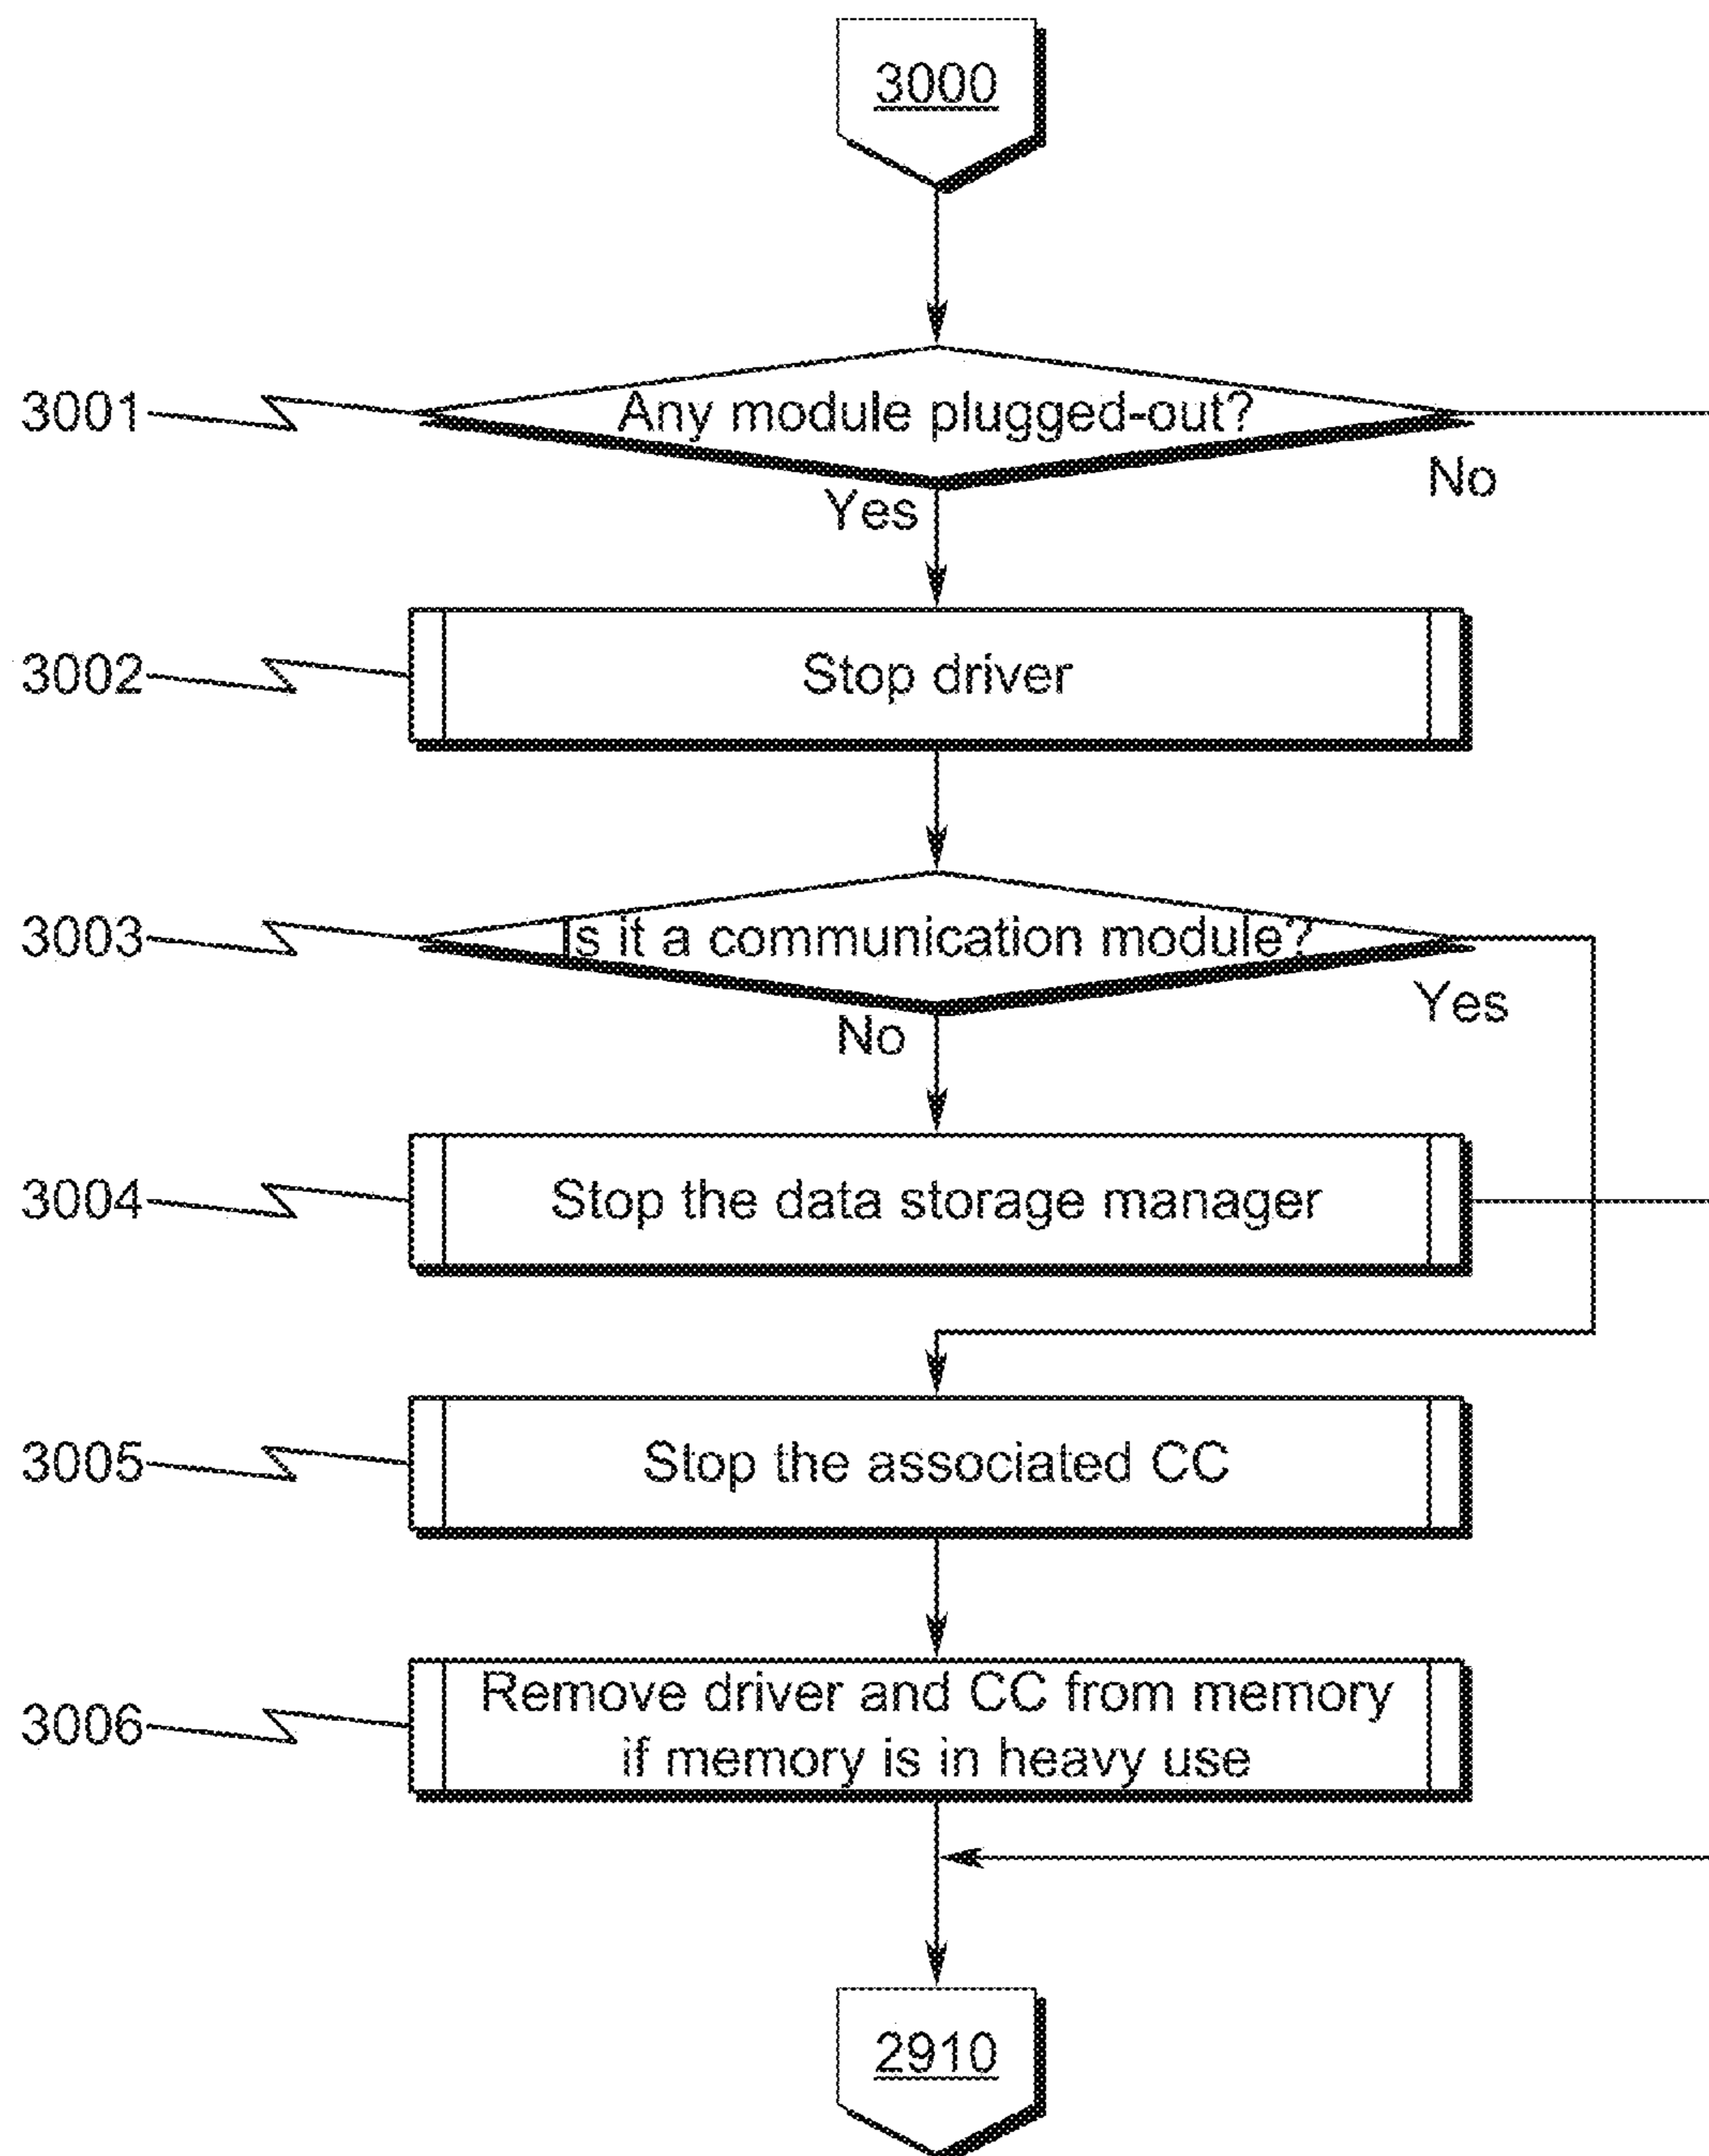 3000
3001
Any module plugged-out?
No
Yes
3002
Stop driver
3003
Is it a communication module?
Yes
No
3004
Stop the data storage manager
3005
Stop the associated CC
3006
Remove driver and CC from memory
if memory is in heavy use
2910